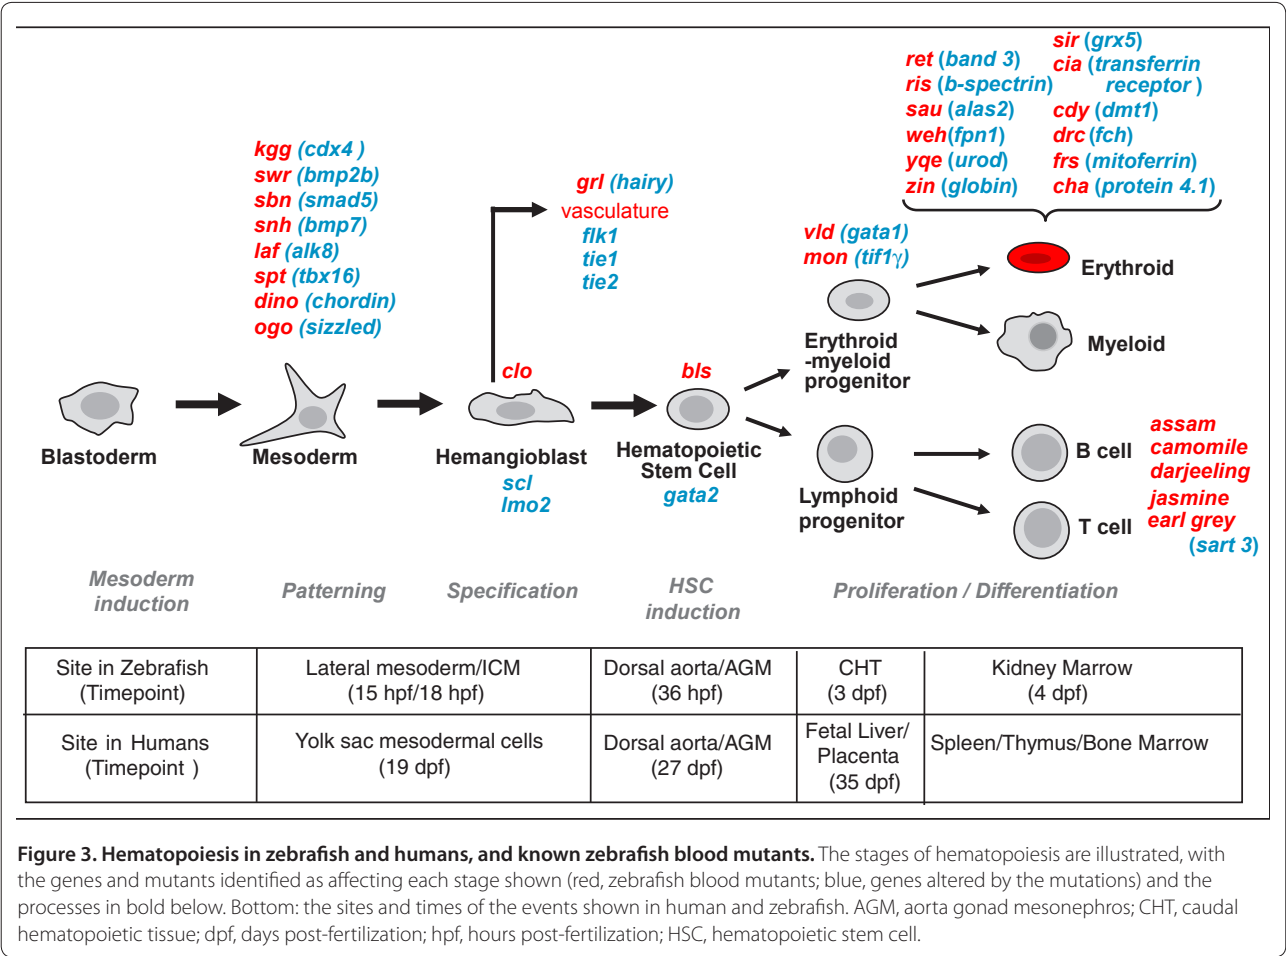 kgg (cdx4 )
swr (bmp2b)
sbn (smad5)
snh (bmp7)
laf (alk8)
spt (tbx16)
dino (chordin)
ogo (sizzled)
grl (hairy)
vasculature
flk1
tie1
tie2
ret (band 3)
ris (b-spectrin)
sau (alas2)
weh(fpn1)
yqe (urod)
zin (globin)
sir (grx5)
cia (transferrin
receptor )
cdy (dmt1)
drc (fch)
frs (mitoferrin)
cha (protein 4.1)
vld (gata1)
mon (tif1γ)
Erythroid
Erythroid
-myeloid
progenitor
Myeloid
clo
bls
Blastoderm
Mesoderm
Hemangioblast
scl
lmo2
Hematopoietic
Stem Cell
gata2
Lymphoid
progenitor
B cell
T cell
assam
camomile
darjeeling
jasmine
earl grey
(sart 3)
Mesoderm
induction
Patterning
Specification
HSC
induction
Proliferation / Differentiation
Site in Zebrafish
(Timepoint)
Lateral mesoderm/ICM
(15 hpf/18 hpf)
Dorsal aorta/AGM
(36 hpf)
CHT
(3 dpf)
Kidney Marrow
(4 dpf)
Site in Humans
(Timepoint )
Yolk sac mesodermal cells
(19 dpf)
Dorsal aorta/AGM
(27 dpf)
Fetal Liver/
Placenta
(35 dpf)
Spleen/Thymus/Bone Marrow
Figure 3. Hematopoiesis in zebrafish and humans, and known zebrafish blood mutants. The stages of hematopoiesis are illustrated, with
the genes and mutants identified as affecting each stage shown (red, zebrafish blood mutants; blue, genes altered by the mutations) and the
processes in bold below. Bottom: the sites and times of the events shown in human and zebrafish. AGM, aorta gonad mesonephros; CHT, caudal
hematopoietic tissue; dpf, days post-fertilization; hpf, hours post-fertilization; HSC, hematopoietic stem cell.